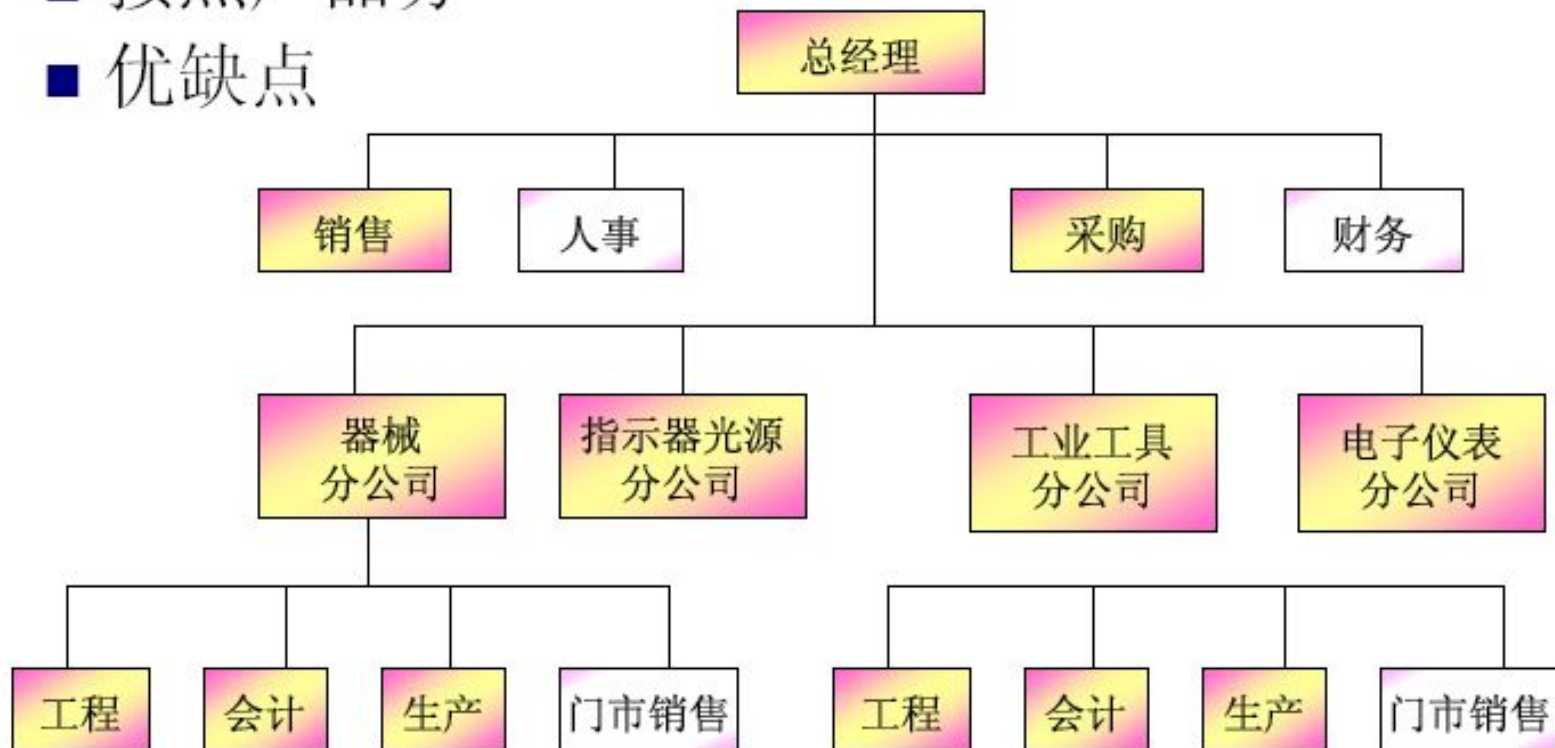 优缺点
总经理
销售
人事
采购
财务
器械
分公司
指示器光源
分公司
工业工具
分公司
电子仪表
分公司
工程
会计
生产
门市销售
工程
会计
生产
门市销售